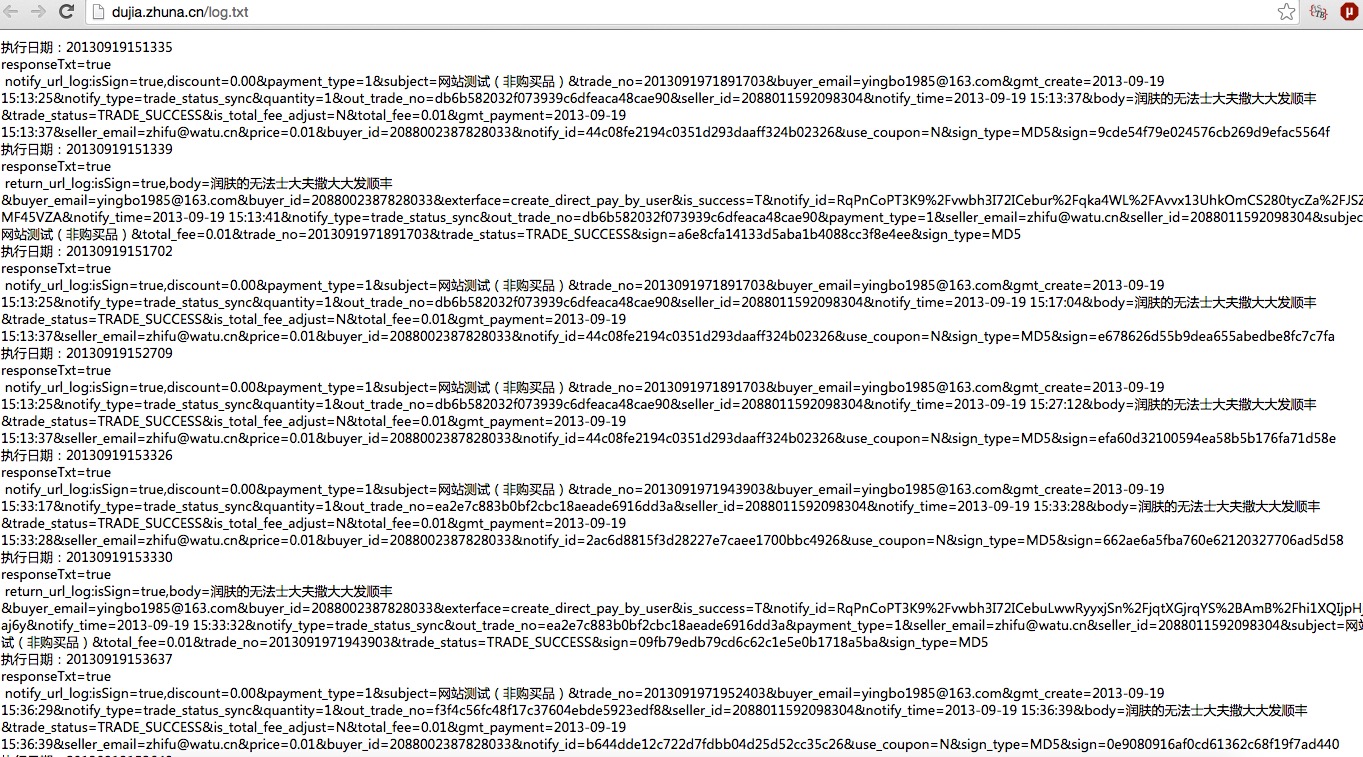 dujia.zhuna.cn/log.txt
执行日期：20130919151335
responseTxt=true
notify_url_log:isSign=true,discount=0.00&payment_type=1&subject=网站测试（非购买品）&trade_no=2013091971891703&buyer_email=yingbo1985@163.com&gmt_create=2013-09-19
15:13:25&notify_type=trade_status_sync&quantity=1&out_trade_no=db6b582032f073939c6dfeaca48cae90&seller_id=2088011592098304&notify_time=2013-09-19 15:13:37&body=润肤的无法士大夫撒大大发顺丰
&trade_status=TRADE_SUCCESS&is_total_fee_adjust=N&total_fee=0.01&gmt_payment=2013-09-19
15:13:37&seller_email=zhifu@watu.cn&price=0.01&buyer_id=2088002387828033&notify_id=44c08fe2194c0351d293daaff324b02326&use_coupon=N&sign_type=MD5&sign=9cde54f79e024576cb269d9efac5564f
执行日期：20130919151339
responseTxt=true
return_url_log:isSign=true,body=润肤的无法士大夫撒大大发顺丰
&buyer_email=yingbo1985@163.com&buyer_id=2088002387828033&exterface=create_direct_pay_by_user&is_success=T&notify_id=RqPnCoPT3K9%2Fvwbh3I72ICebur%2Fqka4WL%2FAvvx13UhkOmCS280tycZa%2FJSZ
MF45VZA&notify_time=2013-09-19 15:13:41&notify_type=trade_status_sync&out_trade_no=db6b582032f073939c6dfeaca48cae90&payment_type=1&seller_email=zhifu@watu.cn&seller_id=2088011592098304&subjec
网站测试（非购买品）&total_fee=0.01&trade_no=2013091971891703&trade_status=TRADE_SUCCESS&sign=a6e8cfa14133d5aba1b4088cc3f8e4ee&sign_type=MD5
执行日期：20130919151702
responseTxt=true
notify_url_log:isSign=true,discount=0.00&payment_type=1&subject=网站测试（非购买品）&trade_no=2013091971891703&buyer_email=yingbo1985@163.com&gmt_create=2013-09-19
15:13:25&notify_type=trade_status_sync&quantity=1&out_trade_no=db6b582032f073939c6dfeaca48cae90&seller_id=2088011592098304&notify_time=2013-09-19 15:17:04&body=润肤的无法士大夫撒大大发顺丰
&trade_status=TRADE_SUCCESS&is_total_fee_adjust=N&total_fee=0.01&gmt_payment=2013-09-19
15:13:37&seller_email=zhifu@watu.cn&price=0.01&buyer_id=2088002387828033&notify_id=44c08fe2194c0351d293daaff324b02326&use_coupon=N&sign_type=MD5&sign=e678626d55b9dea655abedbe8fc7c7fa
执行日期：20130919152709
responseTxt=true
notify_url_log:isSign=true,discount=0.00&payment_type=1&subject=网站测试（非购买品）&trade_no=2013091971891703&buyer_email=yingbo1985@163.com&gmt_create=2013-09-19
15:13:25&notify_type=trade_status_sync&quantity=1&out_trade_no=db6b582032f073939c6dfeaca48cae90&seller_id=2088011592098304&notify_time=2013-09-19 15:27:12&body=润肤的无法士大夫撒大大发顺丰
&trade_status=TRADE_SUCCESS&is_total_fee_adjust=N&total_fee=0.01&gmt_payment=2013-09-19
15:13:37&seller_email=zhifu@watu.cn&price=0.01&buyer_id=2088002387828033&notify_id=44c08fe2194c0351d293daaff324b02326&use_coupon=N&sign_type=MD5&sign=efa60d32100594ea58b5b176fa71d58e
执行日期：20130919153326
responseTxt=true
notify_url_log:isSign=true,discount=0.00&payment_type=1&subject=网站测试（非购买品）&trade_no=2013091971943903&buyer_email=yingbo1985@163.com&gmt_create=2013-09-19
15:33:17&notify_type=trade_status_sync&quantity=1&out_trade_no=ea2e7c883b0bf2cbc18aeade6916dd3a&seller_id=2088011592098304&notify_time=2013-09-19 15:33:28&body=润肤的无法士大夫撒大大发顺丰
&trade_status=TRADE_SUCCESS&is_total_fee_adjust=N&total_fee=0.01&gmt_payment=2013-09-19
15:33:28&seller_email=zhifu@watu.cn&price=0.01&buyer_id=2088002387828033&notify_id=2ac6d8815f3d28227e7caee1700bbc4926&use_coupon=N&sign_type=MD5&sign=662ae6a5fba760e62120327706ad5d58
执行日期：20130919153330
responseTxt=true
return_url_log:isSign=true,body=润肤的无法士大夫撒大大发顺丰
&buyer_email=yingbo1985@163.com&buyer_id=2088002387828033&exterface=create_direct_pay_by_user&is_success=T&notify_id=RqPnCoPT3K9%2Fvwbh3I72ICebuLwwRyyxjSn%2FjqtXGjrqYS%2BAmB%2Fhi1XQIjpHj
aj6y&notify_time=2013-09-19 15:33:32&notify_type=trade_status_sync&out_trade_no=ea2e7c883b0bf2cbc18aeade6916dd3a&payment_type=1&seller_email=zhifu@watu.cn&seller_id=2088011592098304&subject=网站
试（非购买品）&total_fee=0.01&trade_no=2013091971943903&trade_status=TRADE_SUCCESS&sign=09fb79edb79cd6c62c1e5e0b1718a5ba&sign_type=MD5
执行日期：20130919153637
responseTxt=true
notify_url_log:isSign=true,discount=0.00&payment_type=1&subject=网站测试（非购买品）&trade_no=2013091971952403&buyer_email=yingbo1985@163.com&gmt_create=2013-09-19
15:36:29&notify_type=trade_status_sync&quantity=1&out_trade_no=f3f4c56fc48f17c37604ebde5923edf8&seller_id=2088011592098304&notify_time=2013-09-19 15:36:39&body=润肤的无法士大夫撒大大发顺丰
&trade_status=TRADE_SUCCESS&is_total_fee_adjust=N&total_fee=0.01&gmt_payment=2013-09-19
15:36:39&seller_email=zhifu@watu.cn&price=0.01&buyer_id=2088002387828033&notify_id=b644dde12c722d7fdbb04d25d52cc35c26&use_coupon=N&sign_type=MD5&sign=0e9080916af0cd61362c68f19f7ad440